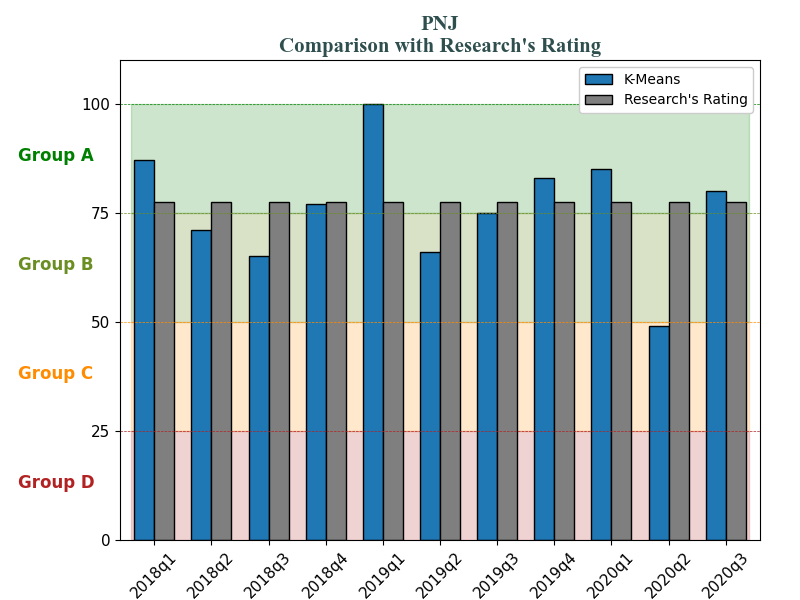 PNJ
Comparison with Research's Rating
K-Means
Research's Rating
100
Group A
75
Group B
50
Group C
25
Group D
0
2018q1
2018q2
2018q3
2018q4
2019q1
2019q2
2019q3
2019q4
2020q1
2020q2
2020q3